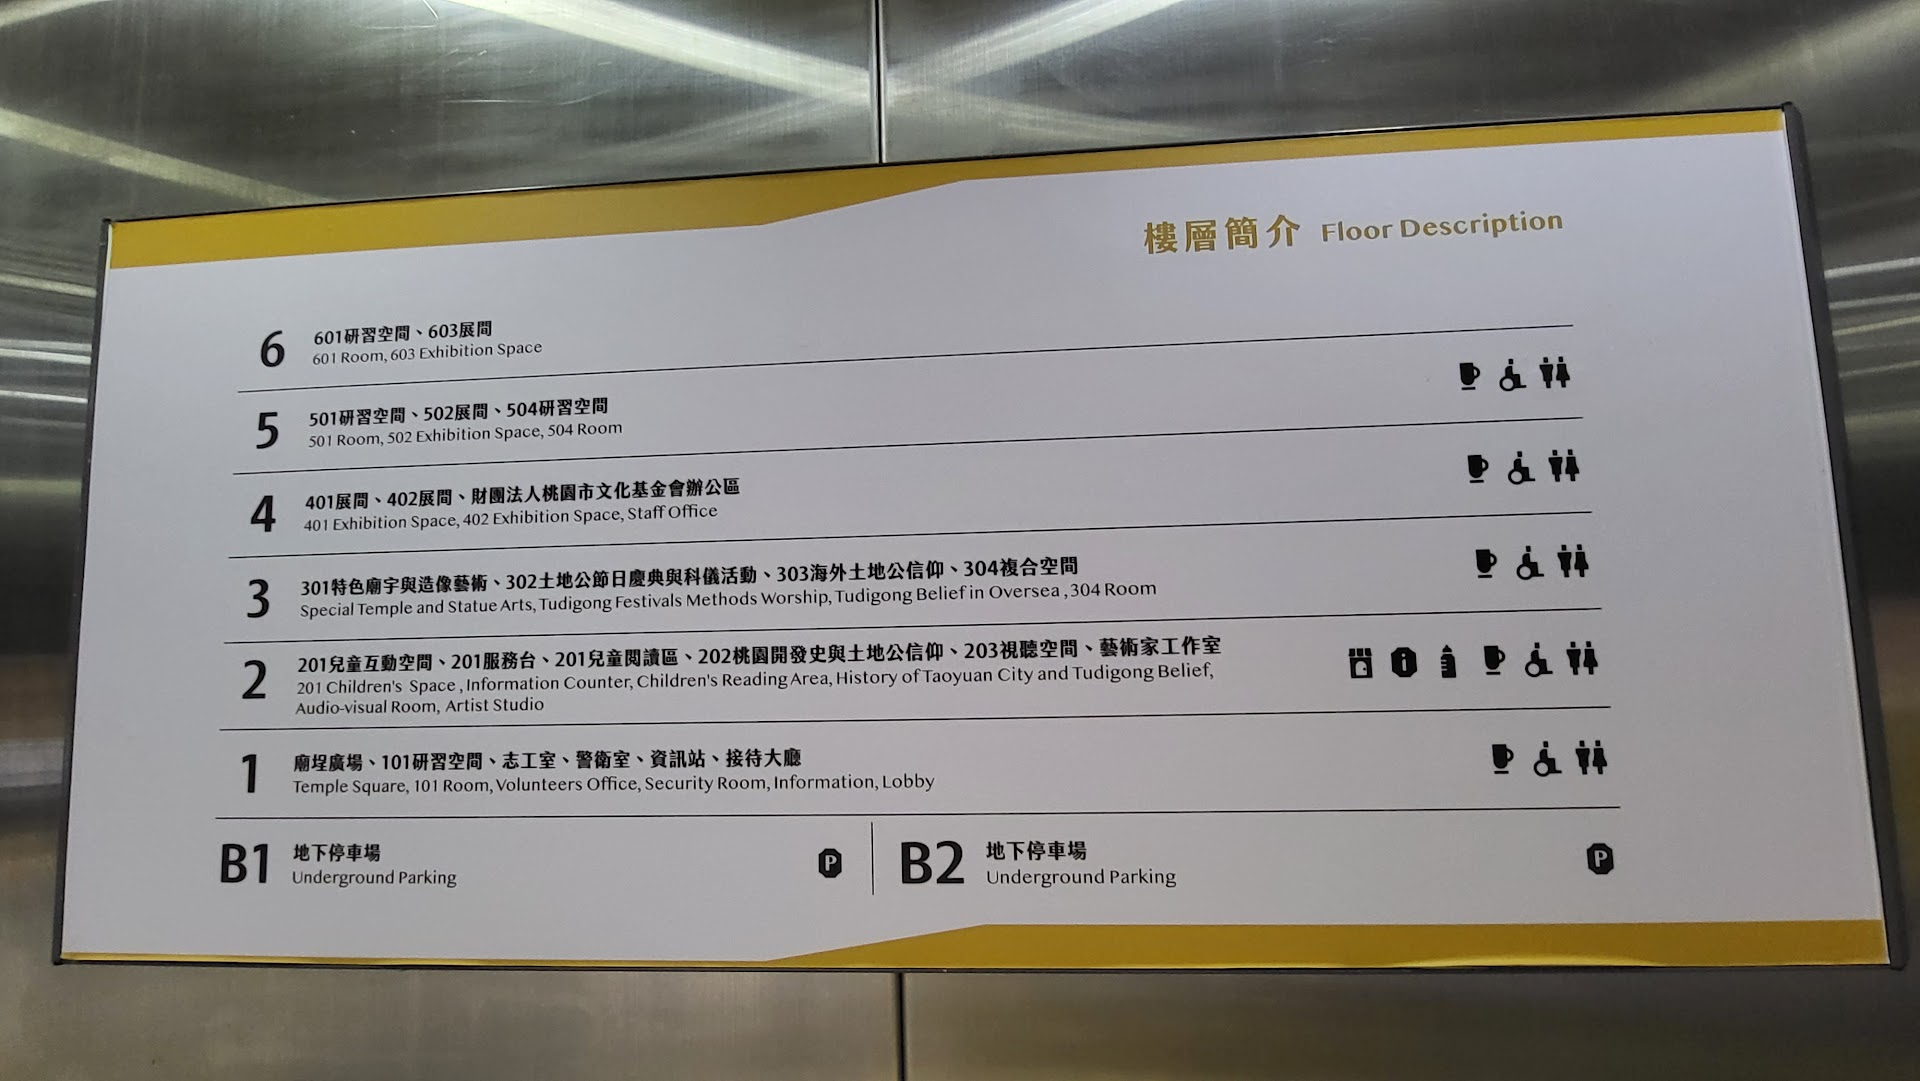 樓層簡介 Floor Description
6 601研習空間、603展間
601 Room, 603 Exhibition Space
5 501研習空間、502展間、504研習空間
501 Room, 502 Exhibition Space, 504 Room
4 401展間、402展間、財團法人桃園市文化基金會辦公區
401 Exhibition Space, 402 Exhibition Space, Staff Office
3 301特色廟宇與造像藝術、302土地公節日慶典與科儀活動、303海外土地公信仰、304複合空間
Special Temple and Statue Arts, Tudigong Festivals Methods Worship, Tudigong Belief in Oversea , 304 Room
2 201兒童互動空間、201服務台、201兒童閱讀區、202桃園開發史與土地公信仰、203視聽空間、藝術家工作室
201 Children's Space , Information Counter, Children's Reading Area, History of Taoyuan City and Tudigong Belief,
Audio-visual Room, Artist Studio
1 廟埕廣場、101研習空間、志工室、警衛室、資訊站、接待大廳
Temple Square, 101 Room, Volunteers Office, Security Room, Information, Lobby
B1 地下停車場 P
Underground Parking
B2 地下停車場 P
Underground Parking